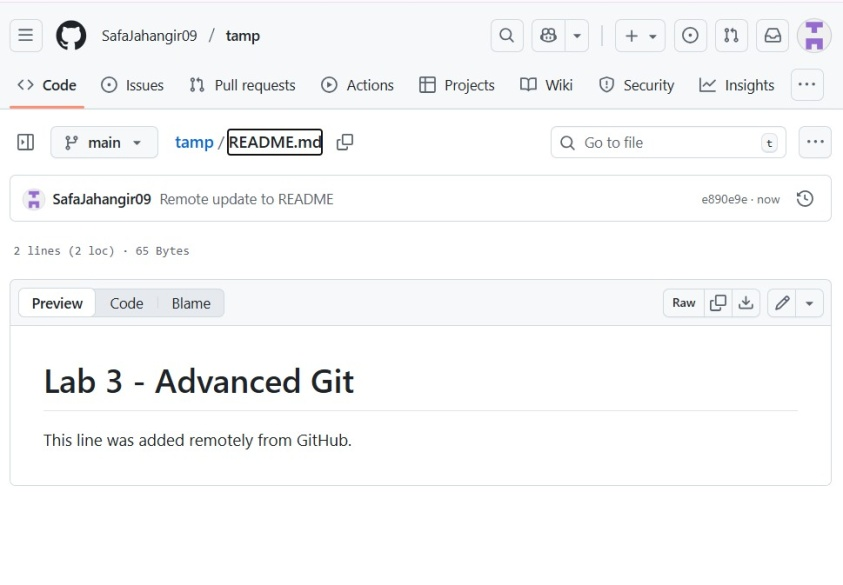 SafaJahangir09 / tamp
Code Issues Pull requests Actions Projects Wiki Security Insights
main tamp / README.md Go to file t
SafaJahangir09 Remote update to README e890e9e · now
2 lines (2 loc) · 65 Bytes
Preview Code Blame Raw
Lab 3 - Advanced Git
This line was added remotely from GitHub.